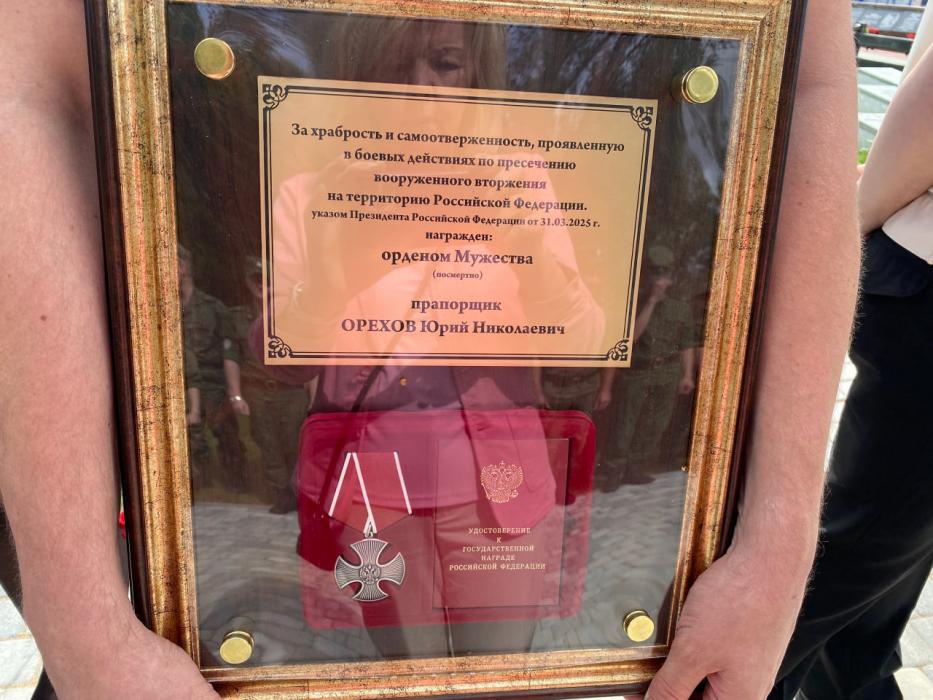 За храбрость и самоотверженность, проявленную
в боевых действиях по пресечению
вооруженного вторжения
на территорию Российской Федерации.
указом Президента Российской Федерации от 31.03.2025 г.
награжден:
орденом Мужества
(посмертно)
прапорщик
ОРЕХОВ Юрий Николаевич
УДОСТОВЕРЕНИЕ
К
ГОСУДАРСТВЕННОЙ
НАГРАДЕ
РОССИЙСКОЙ ФЕДЕРАЦИИ